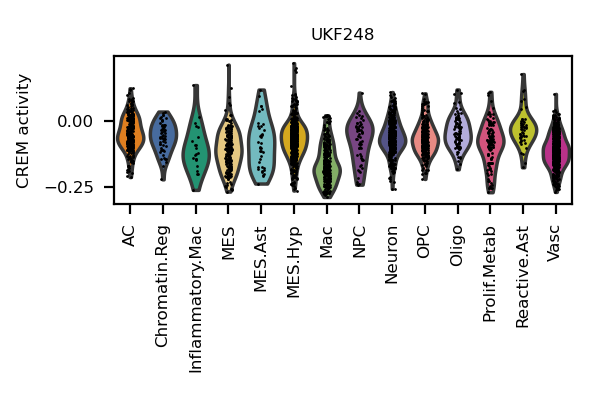 UKF248
CREM activity
0.00
−0.25
AC
Chromatin.Reg
Inflammatory.Mac
MES
MES.Ast
MES.Hyp
Mac
NPC
Neuron
OPC
Oligo
Prolif.Metab
Reactive.Ast
Vasc